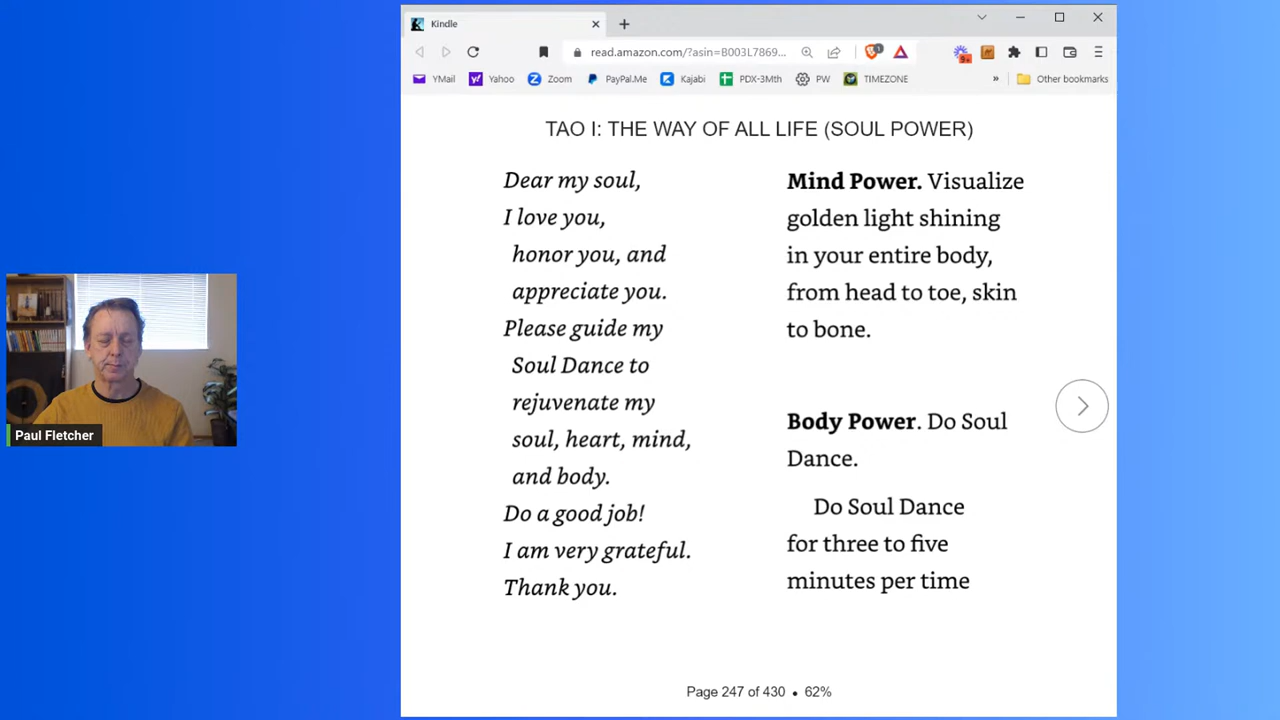 Kindle
read.amazon.com/?asin=B003L7869...
1
9+
YMail
Yahoo
Zoom
PayPal.Me
Kajabi
PDX-3Mth
PW
TIMEZONE
»
Other bookmarks
TAO I: THE WAY OF ALL LIFE (SOUL POWER)
Dear my soul,
I love you,
honor you, and
appreciate you.
Please guide my
Soul Dance to
rejuvenate my
soul, heart, mind,
and body.
Do a good job!
I am very grateful.
Thank you.
Mind Power. Visualize
golden light shining
in your entire body,
from head to toe, skin
to bone.
Body Power. Do Soul
Dance.
Do Soul Dance
for three to five
minutes per time
Page 247 of 430 • 62%
Paul Fletcher